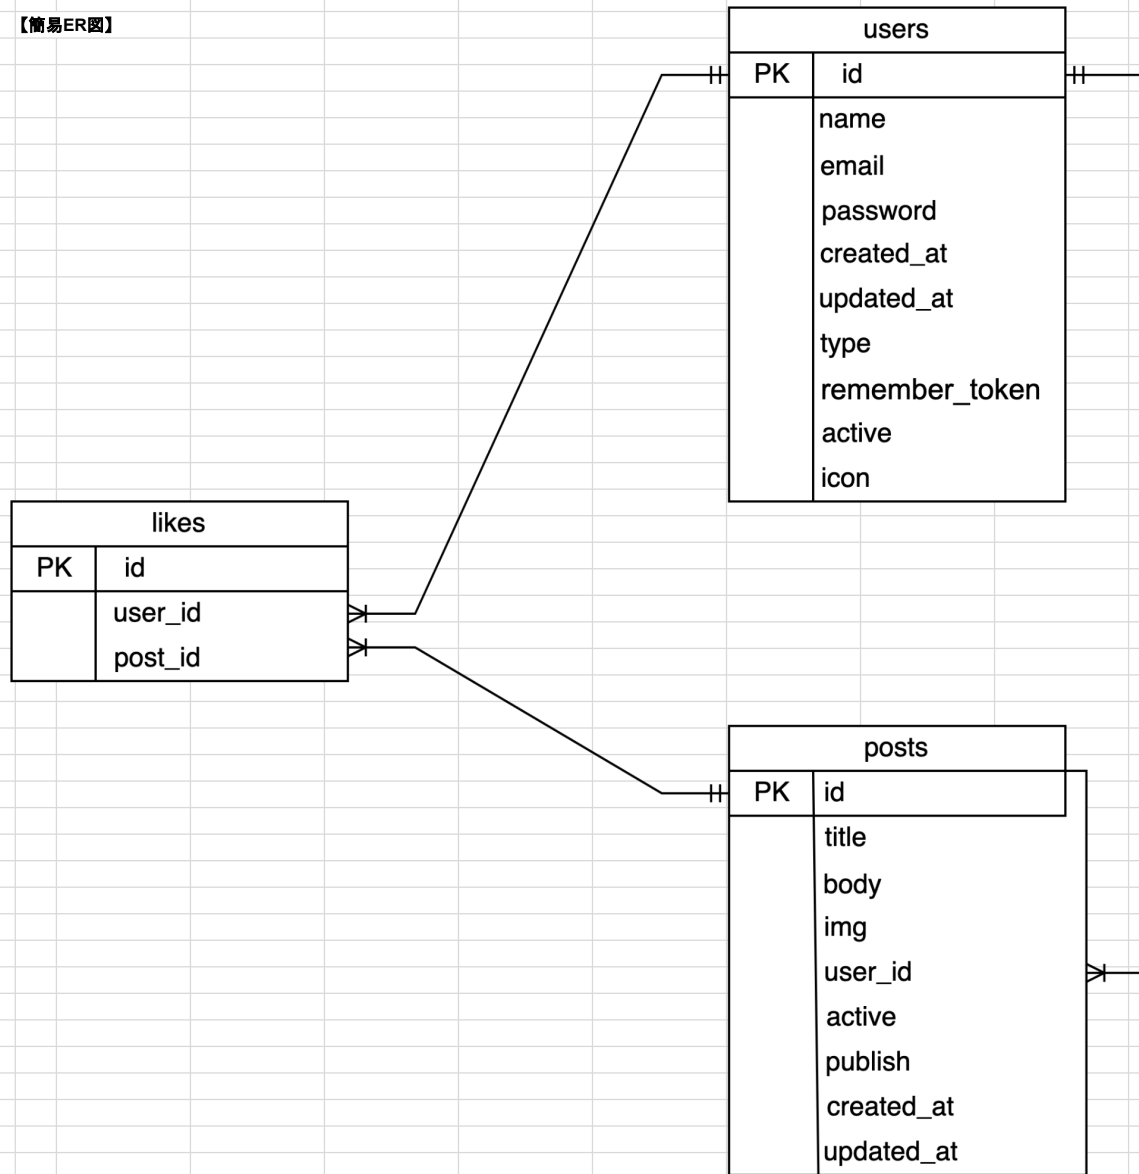 【簡易ER図】
users
PK id
name
email
password
created_at
updated_at
type
remember_token
active
icon
likes
PK id
user_id
post_id
posts
PK id
title
body
img
user_id
active
publish
created_at
updated_at